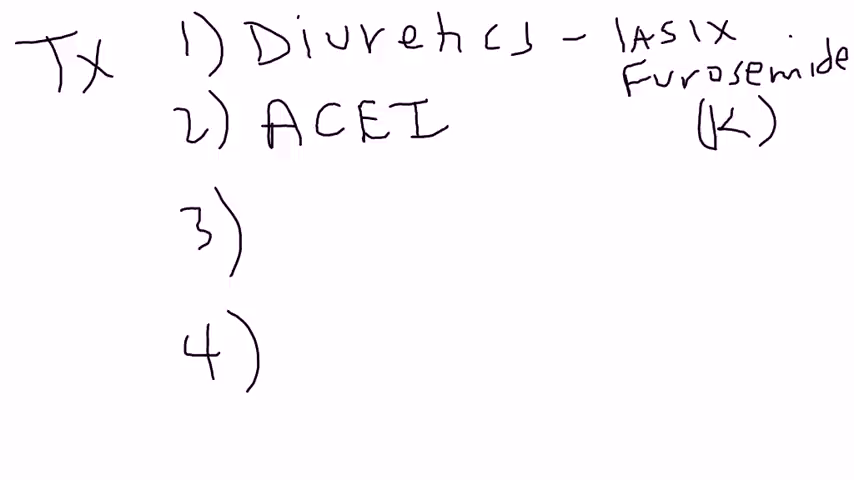 Tx 1) Diuretics - lasix
Furosemide
2) ACEI (K)
3)
4)